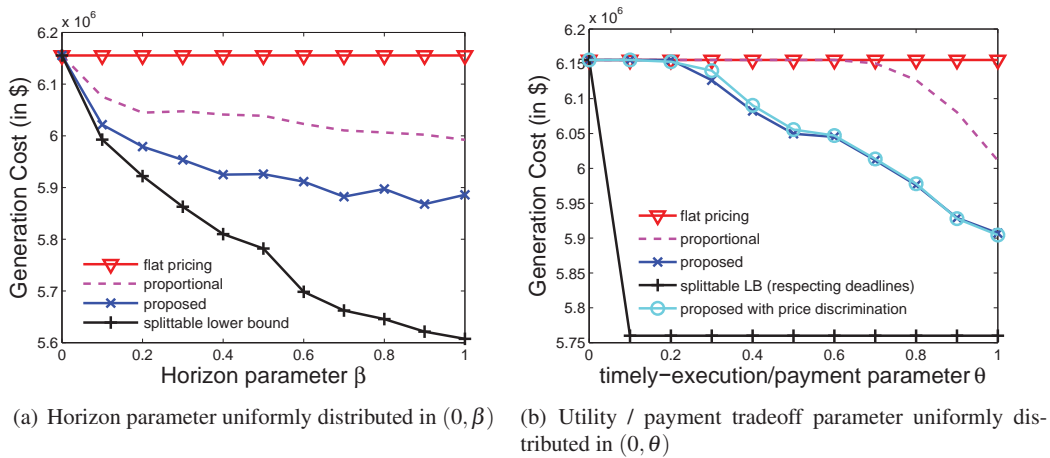 x 10^6
6.2
6.1
6
5.9
5.8
5.7
5.6
Generation Cost (in $)
flat pricing
proportional
proposed
splittable lower bound
0 0.2 0.4 0.6 0.8 1
Horizon parameter β
(a) Horizon parameter uniformly distributed in (0,β)
x 10^6
6.2
6.15
6.1
6.05
6
5.95
5.9
5.85
5.8
5.75
Generation Cost (in $)
flat pricing
proportional
proposed
splittable LB (respecting deadlines)
proposed with price discrimination
0 0.2 0.4 0.6 0.8 1
timely−execution/payment parameter θ
(b) Utility / payment tradeoff parameter uniformly dis-
tributed in (0,θ)